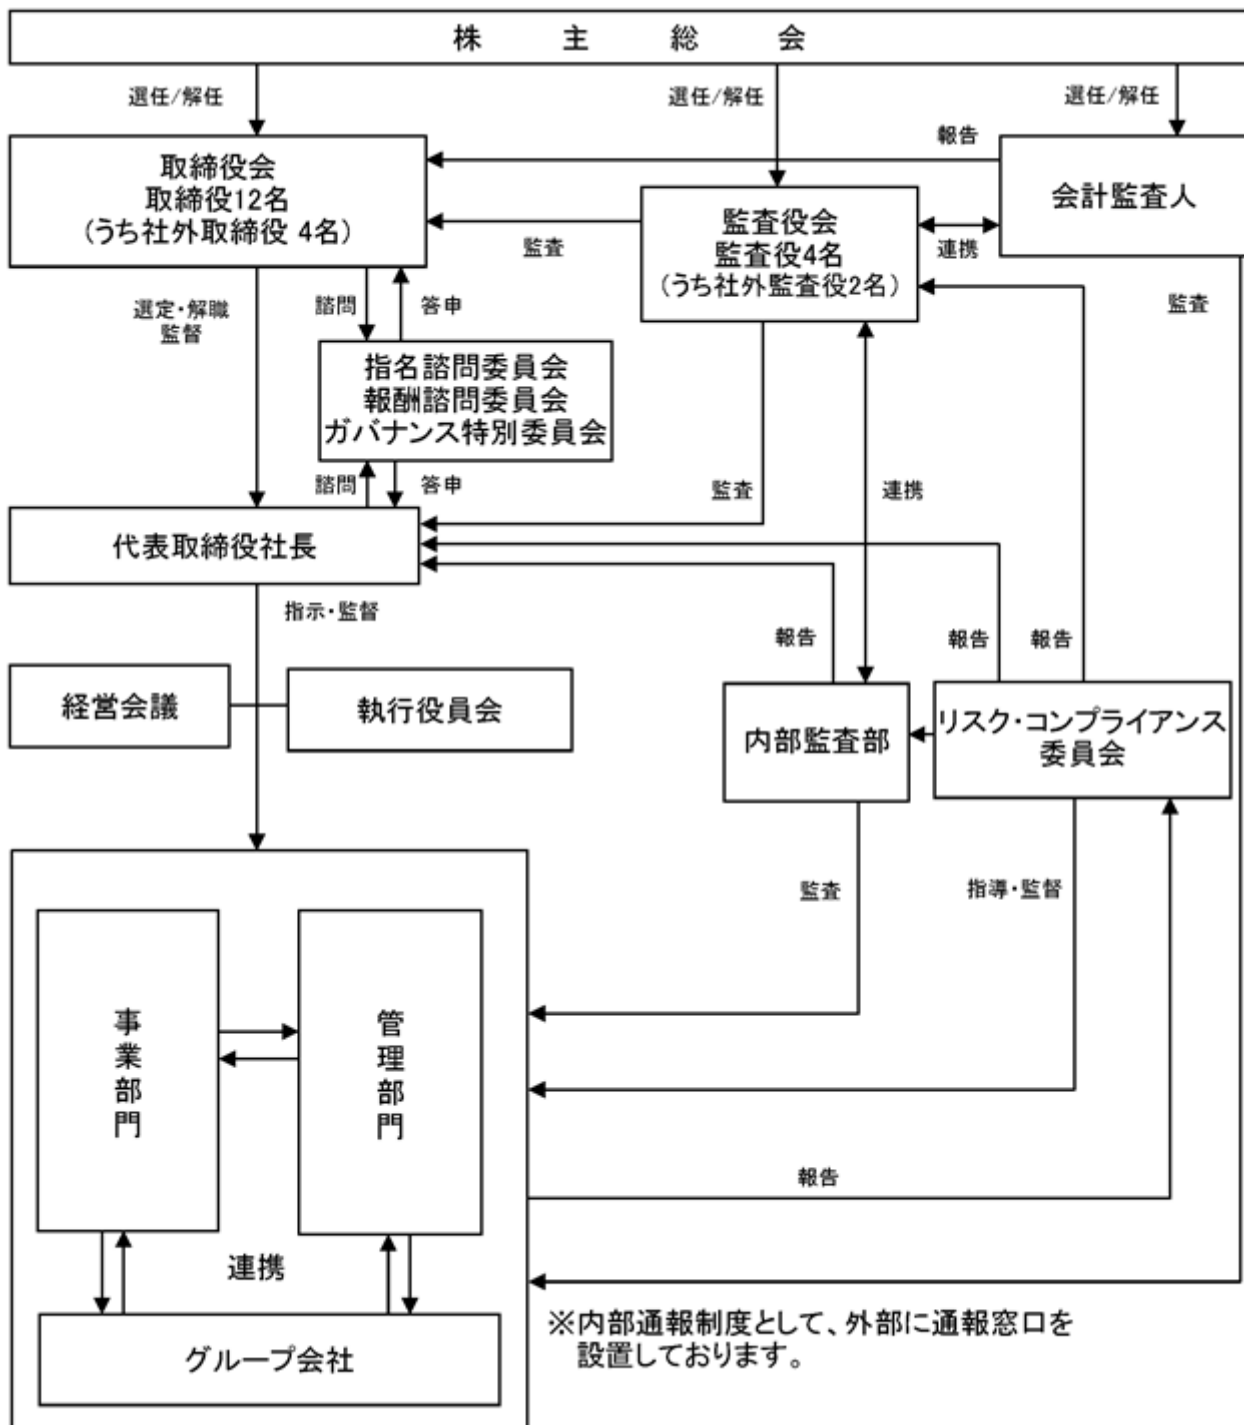 株主総会
選任/解任
選任/解任
選任/解任
報告
取締役会
取締役12名
(うち社外取締役 4名)
会計監査人
監査役会
監査役4名
(うち社外監査役2名)
監査
連携
監査
選定・解職
監督
諮問
答申
指名諮問委員会
報酬諮問委員会
ガバナンス特別委員会
諮問
答申
監査
連携
代表取締役社長
指示・監督
報告
報告
報告
経営会議
執行役員会
内部監査部
リスク・コンプライアンス
委員会
監査
指導・監督
事業部門
管理部門
報告
連携
グループ会社
※内部通報制度として、外部に通報窓口を
設置しております。